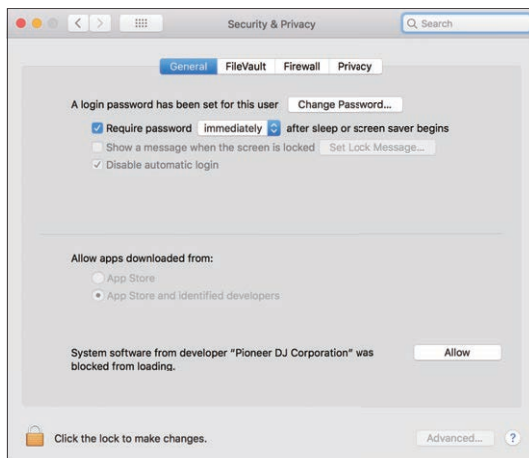 Security & Privacy
Search
General FileVault Firewall Privacy
A login password has been set for this user Change Password...
Require password immediately after sleep or screen saver begins
Show a message when the screen is locked Set Lock Message...
Disable automatic login
Allow apps downloaded from:
App Store
App Store and identified developers
System software from developer "Pioneer DJ Corporation" was Allow
blocked from loading.
Click the lock to make changes. Advanced... ?